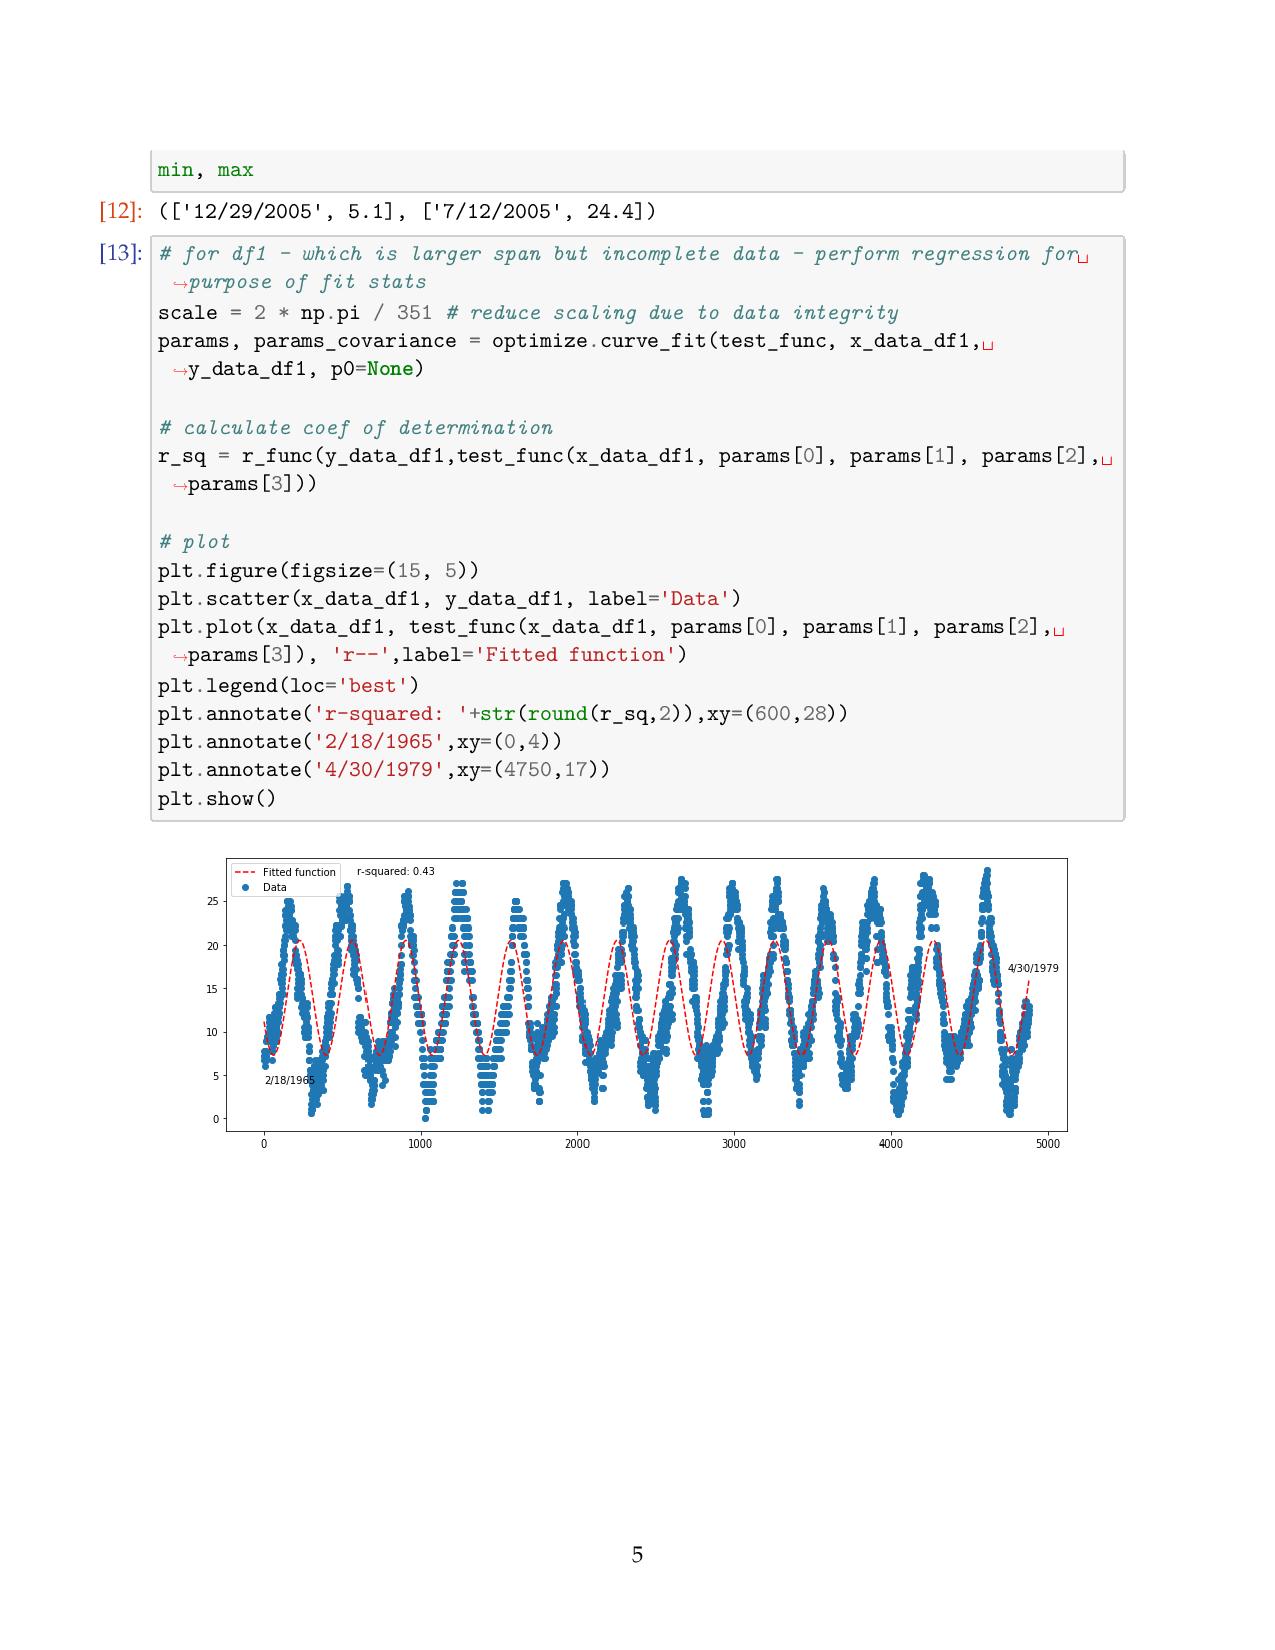 min, max
[12]: (['12/29/2005', 5.1], ['7/12/2005', 24.4])
[13]: # for df1 - which is larger span but incomplete data - perform regression for␣
↪purpose of fit stats
scale = 2 * np.pi / 351 # reduce scaling due to data integrity
params, params_covariance = optimize.curve_fit(test_func, x_data_df1,␣
↪y_data_df1, p0=None)
# calculate coef of determination
r_sq = r_func(y_data_df1,test_func(x_data_df1, params[0], params[1], params[2],␣
↪params[3]))
# plot
plt.figure(figsize=(15, 5))
plt.scatter(x_data_df1, y_data_df1, label='Data')
plt.plot(x_data_df1, test_func(x_data_df1, params[0], params[1], params[2],␣
↪params[3]), 'r--',label='Fitted function')
plt.legend(loc='best')
plt.annotate('r-squared: '+str(round(r_sq,2)),xy=(600,28))
plt.annotate('2/18/1965',xy=(0,4))
plt.annotate('4/30/1979',xy=(4750,17))
plt.show()
Fitted function r-squared: 0.43
Data
25
20
4/30/1979
15
10
2/18/1965
5
0
0 1000 2000 3000 4000 5000
5